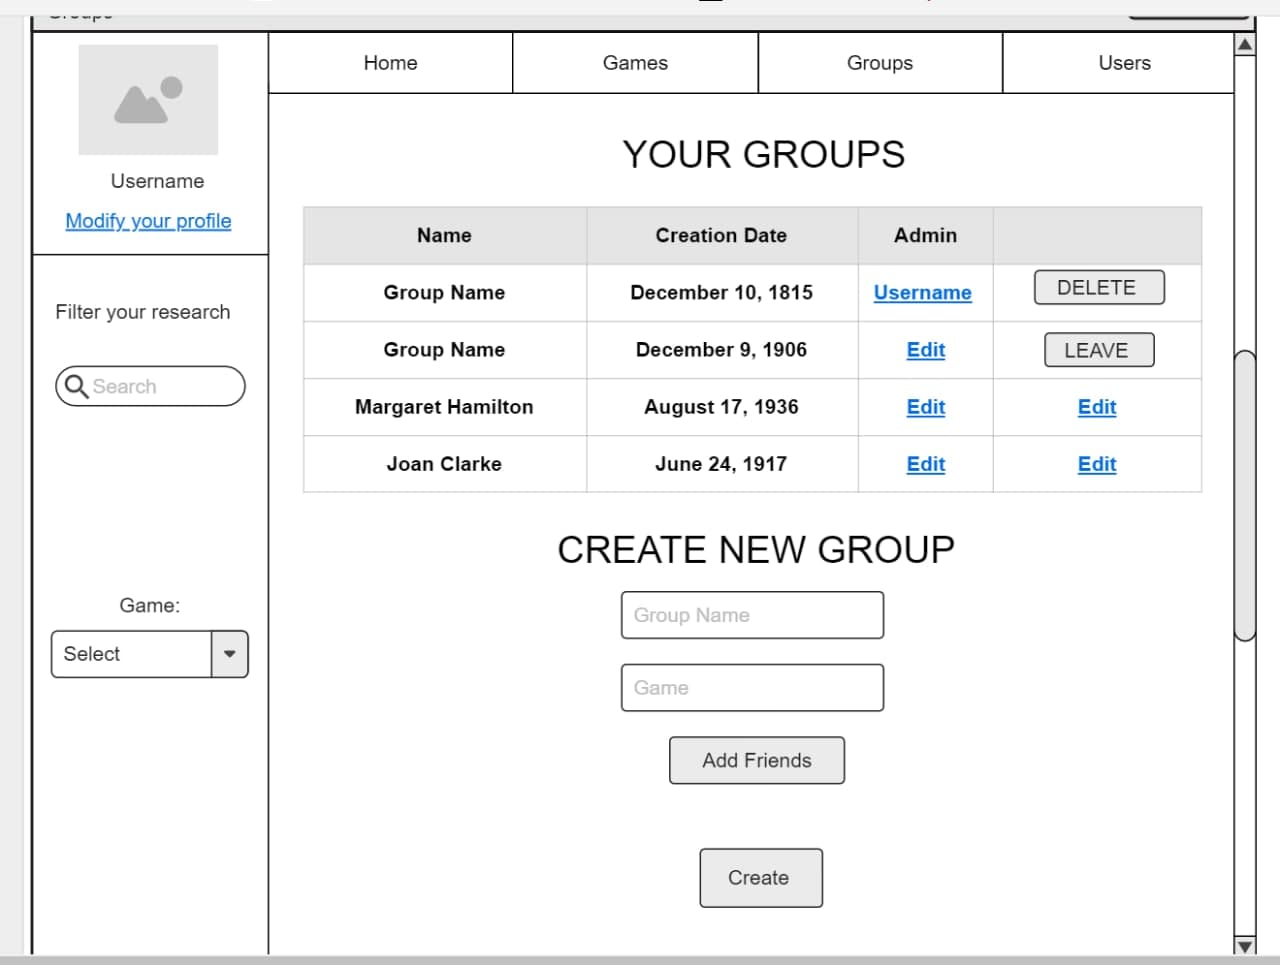 Groups
Home
Games
Groups
Users
Username
Modify your profile
Filter your research
Search
Game:
Select
YOUR GROUPS
Name Creation Date Admin
Group Name December 10, 1815 Username DELETE
Group Name December 9, 1906 Edit LEAVE
Margaret Hamilton August 17, 1936 Edit Edit
Joan Clarke June 24, 1917 Edit Edit
CREATE NEW GROUP
Group Name
Game
Add Friends
Create